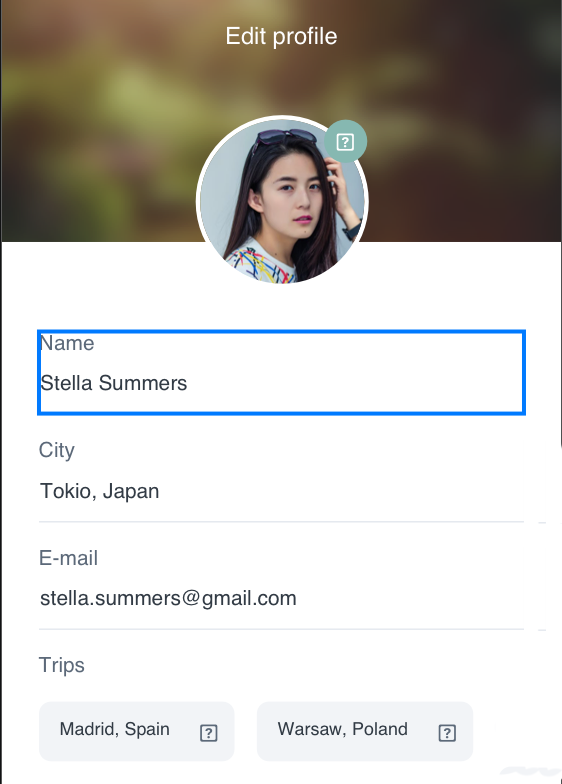 Edit profile
Name
Stella Summers
City
Tokio, Japan
E-mail
stella.summers@gmail.com
Trips
Madrid, Spain
Warsaw, Poland